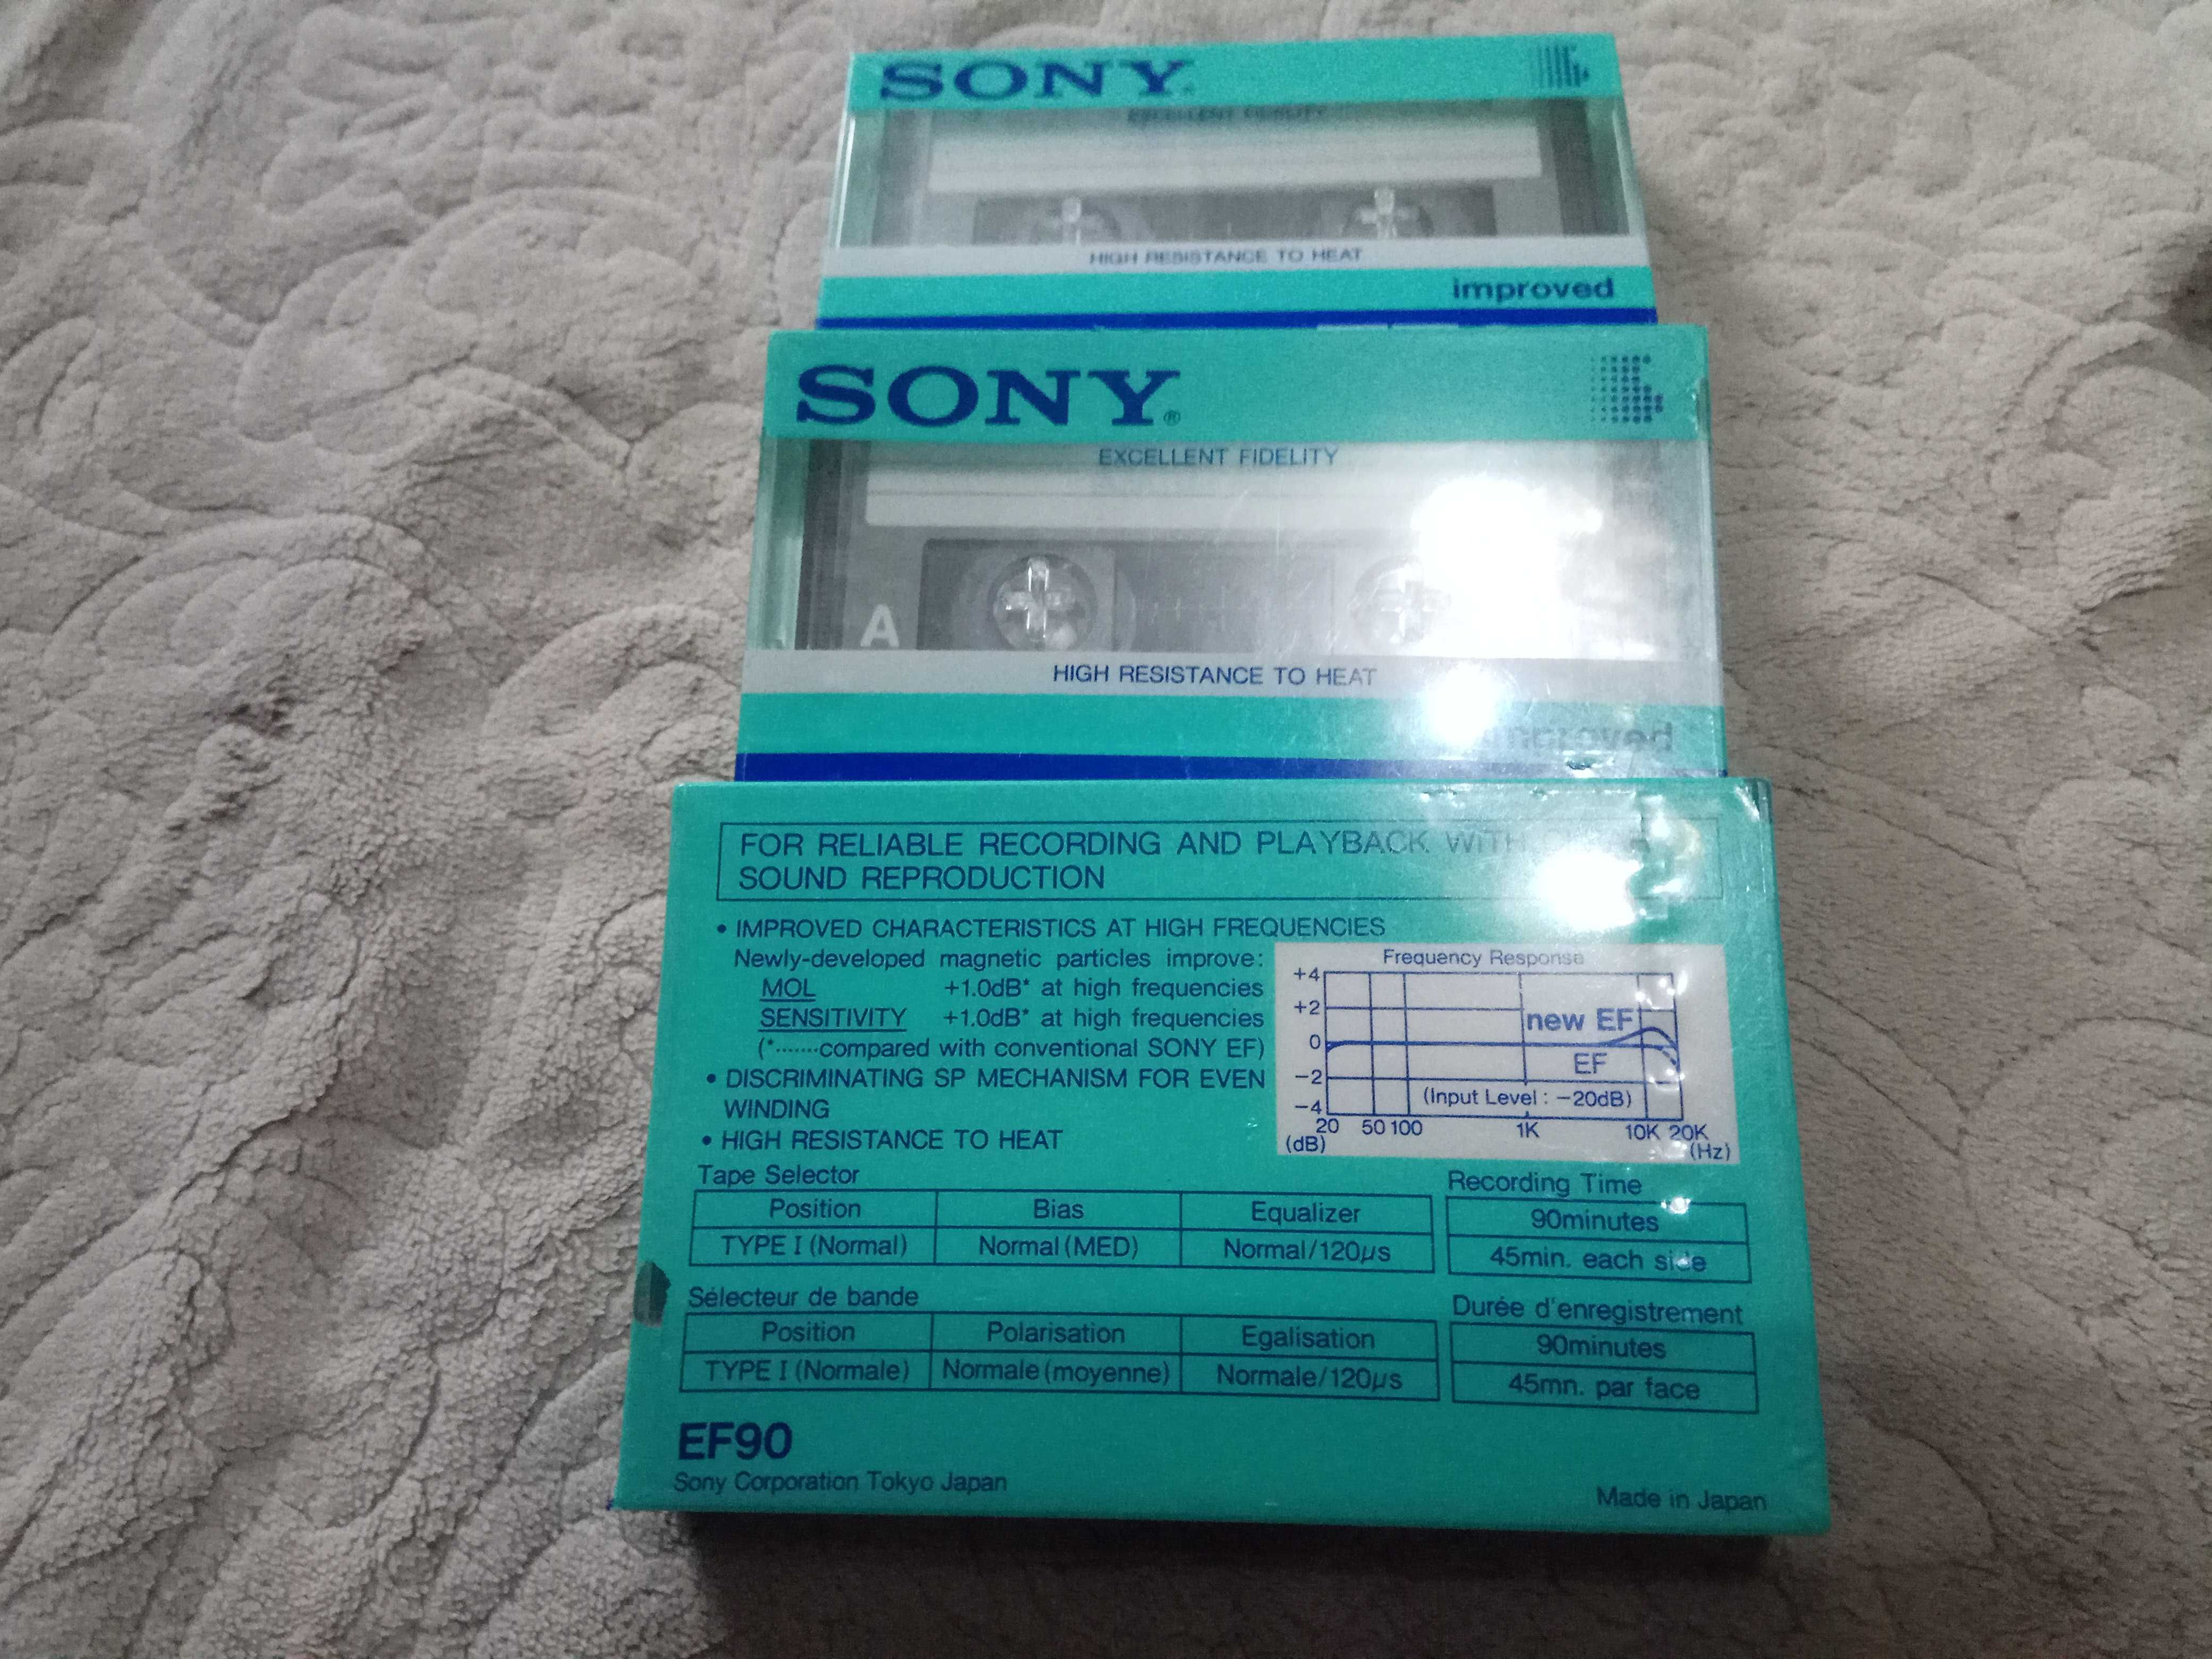 SONY
EXCELLENT FIDELITY
HIGH RESISTANCE TO HEAT
improved
SONY®
EXCELLENT FIDELITY
A
HIGH RESISTANCE TO HEAT
improved
FOR RELIABLE RECORDING AND PLAYBACK WITH
SOUND REPRODUCTION
• IMPROVED CHARACTERISTICS AT HIGH FREQUENCIES
Newly-developed magnetic particles improve:
MOL +1.0dB* at high frequencies
SENSITIVITY +1.0dB* at high frequencies
(*·······compared with conventional SONY EF)
• DISCRIMINATING SP MECHANISM FOR EVEN
WINDING
• HIGH RESISTANCE TO HEAT
Frequency Response
+4
+2
0
−2
−4
new EF
EF
(Input Level : −20dB)
20 50 100 1K 10K 20K
(dB) (Hz)
Tape Selector
Position Bias Equalizer
TYPE I (Normal) Normal (MED) Normal/120μs
Recording Time
90minutes
45min. each side
Sélecteur de bande
Position Polarisation Egalisation
TYPE I (Normale) Normale (moyenne) Normale/120μs
Durée d'enregistrement
90minutes
45mn. par face
EF90
Sony Corporation Tokyo Japan
Made in Japan